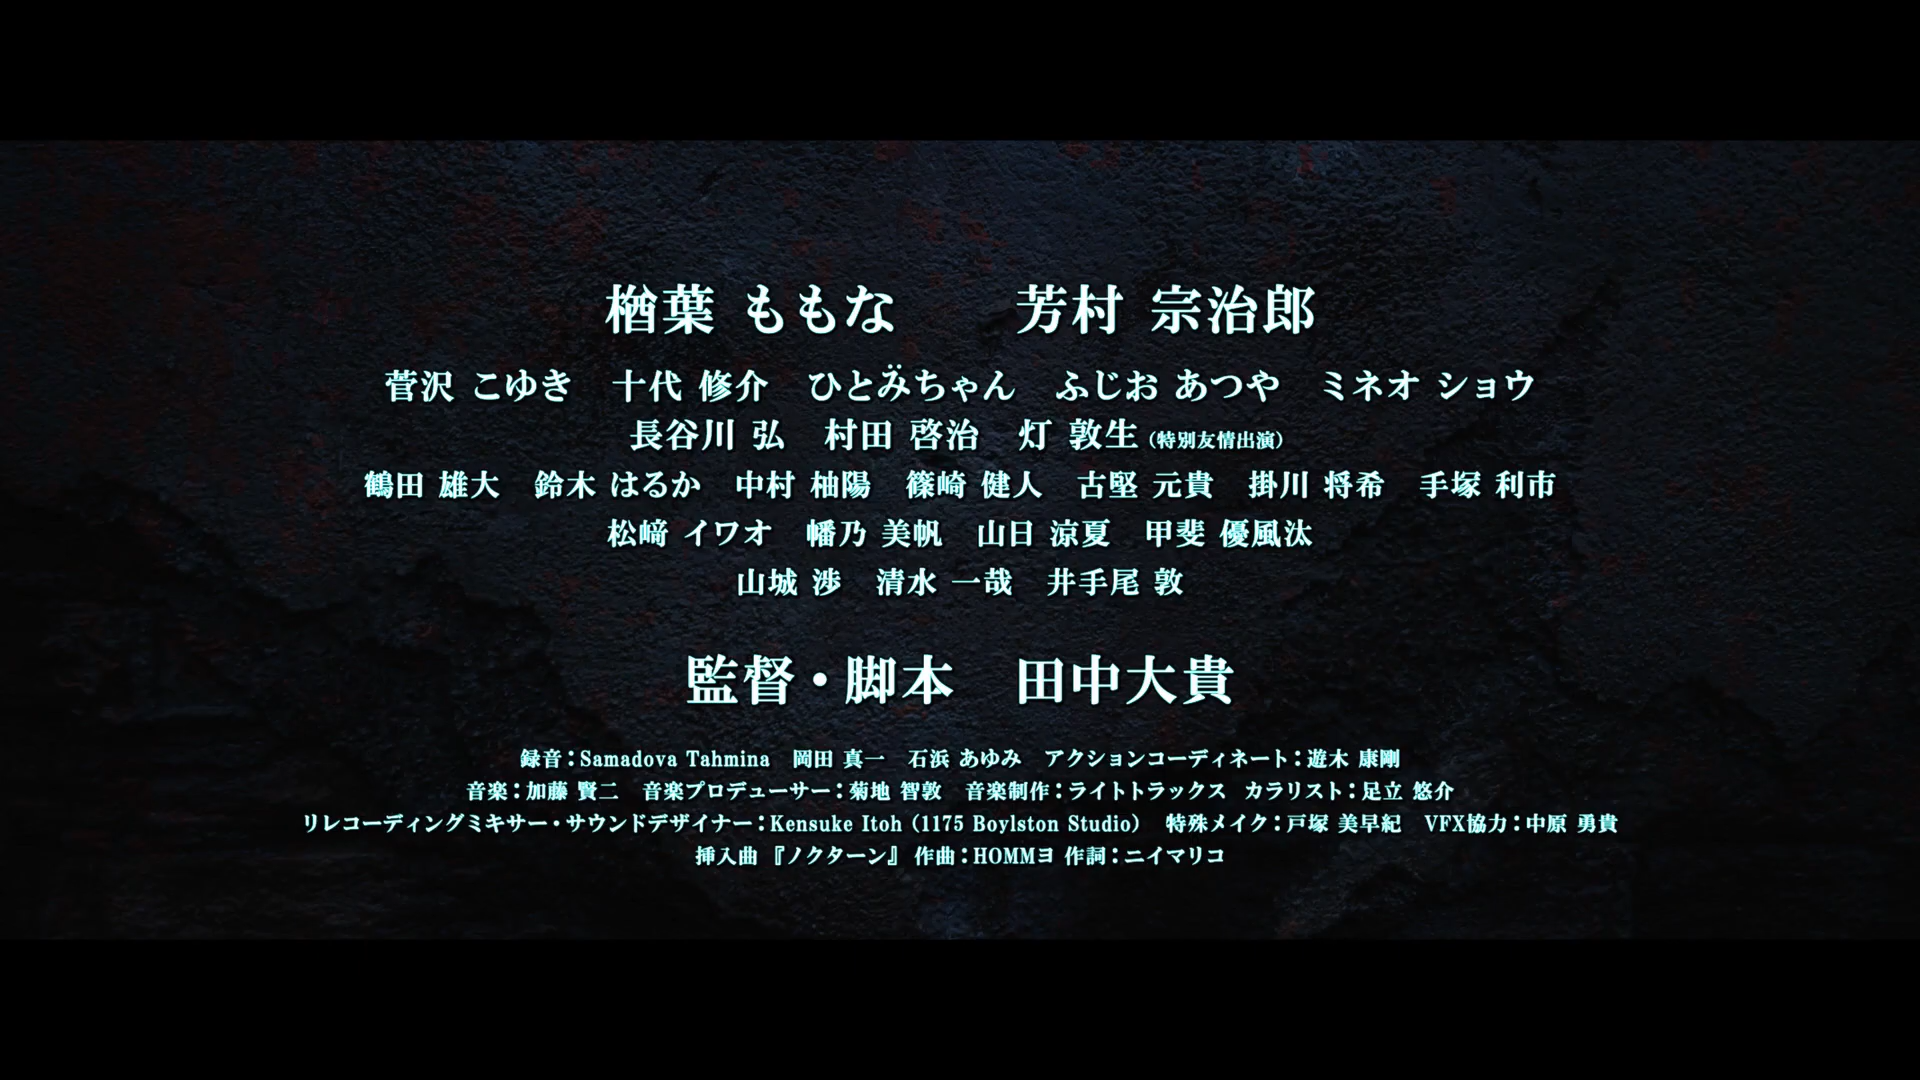 楢葉 ももな　芳村 宗治郎
菅沢 こゆき　十代 修介　ひとみ̈ちゃん　ふじお あつや　ミネオ ショウ
長谷川 弘　村田 啓治　灯 敦生（特別友情出演）
鶴田 雄大　鈴木 はるか　中村 柚陽　篠崎 健人　古堅 元貴　掛川 将希　手塚 利市
松﨑 イワオ　幡乃 美帆　山日 涼夏　甲斐 優風汰
山城 渉　清水 一哉　井手尾 敦
監督・脚本　田中大貴
録音：Samadova Tahmina　岡田 真一　石浜 あゆみ　アクションコーディネート：遊木 康剛
音楽：加藤 賢二　音楽プロデューサー：菊地 智敦　音楽制作：ライトトラックス　カラリスト：足立 悠介
リレコーディングミキサー・サウンドデザイナー：Kensuke Itoh（1175 Boylston Studio）　特殊メイク：戸塚 美早紀　VFX協力：中原 勇貴
挿入曲『ノクターン』作曲：HOMMヨ 作詞：ニイマリコ